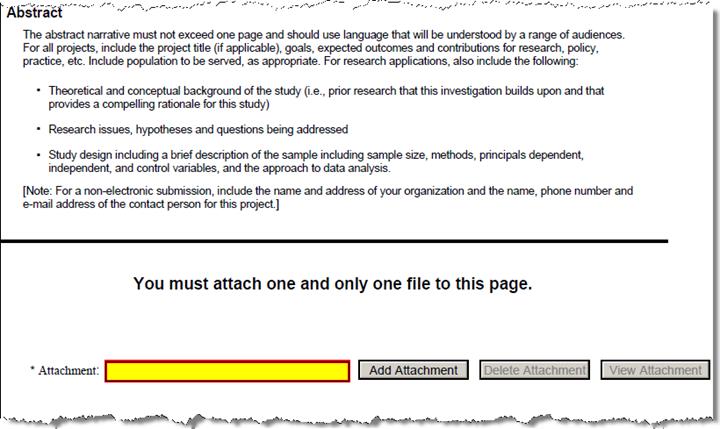 Abstract
The abstract narrative must not exceed one page and should use language that will be understood by a range of audiences.
For all projects, include the project title (if applicable), goals, expected outcomes and contributions for research, policy,
practice, etc. Include population to be served, as appropriate. For research applications, also include the following:
• Theoretical and conceptual background of the study (i.e., prior research that this investigation builds upon and that
provides a compelling rationale for this study)
• Research issues, hypotheses and questions being addressed
• Study design including a brief description of the sample including sample size, methods, principals dependent,
independent, and control variables, and the approach to data analysis.
[Note: For a non-electronic submission, include the name and address of your organization and the name, phone number and
e-mail address of the contact person for this project.]
You must attach one and only one file to this page.
* Attachment: Add Attachment Delete Attachment View Attachment